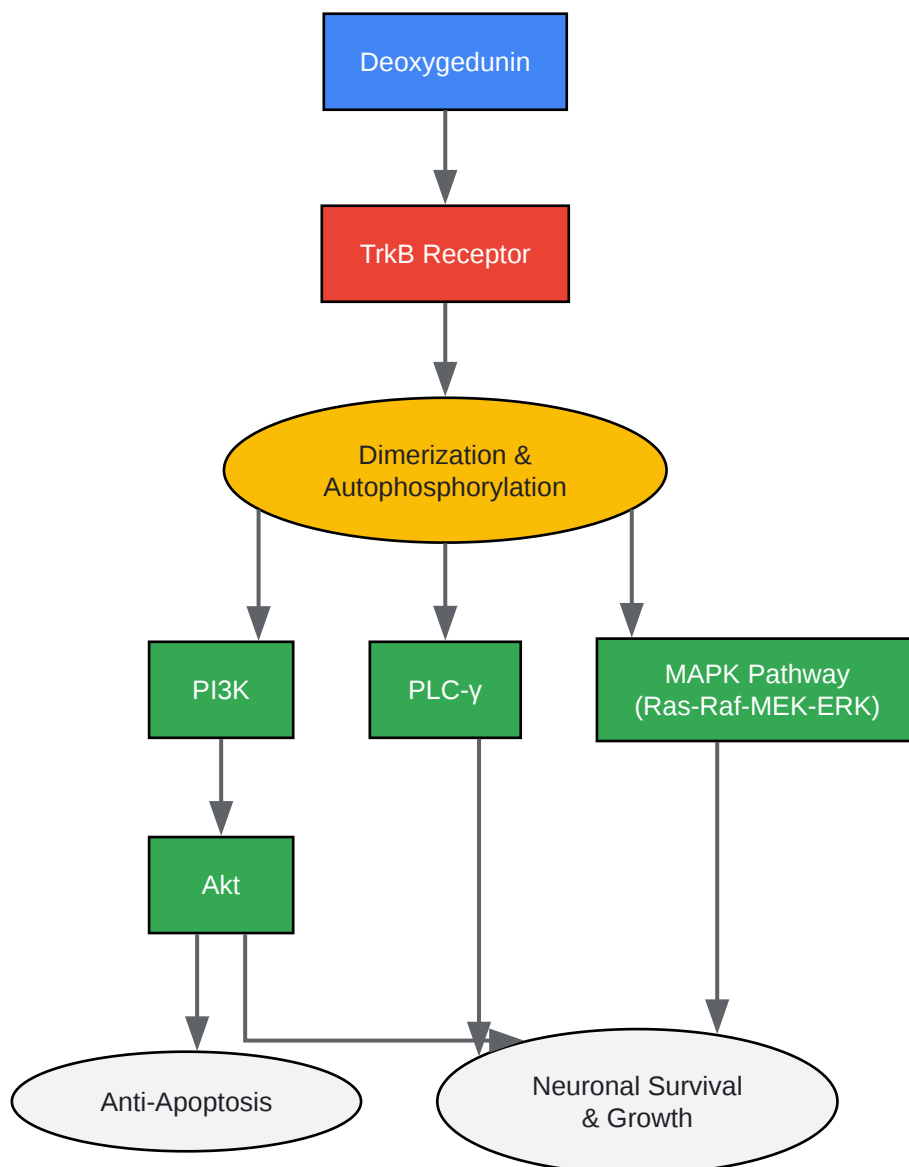 Deoxygedunin
TrkB Receptor
Dimerization &
Autophosphorylation
PI3K
PLC-γ
MAPK Pathway
(Ras-Raf-MEK-ERK)
Akt
Anti-Apoptosis
Neuronal Survival
& Growth